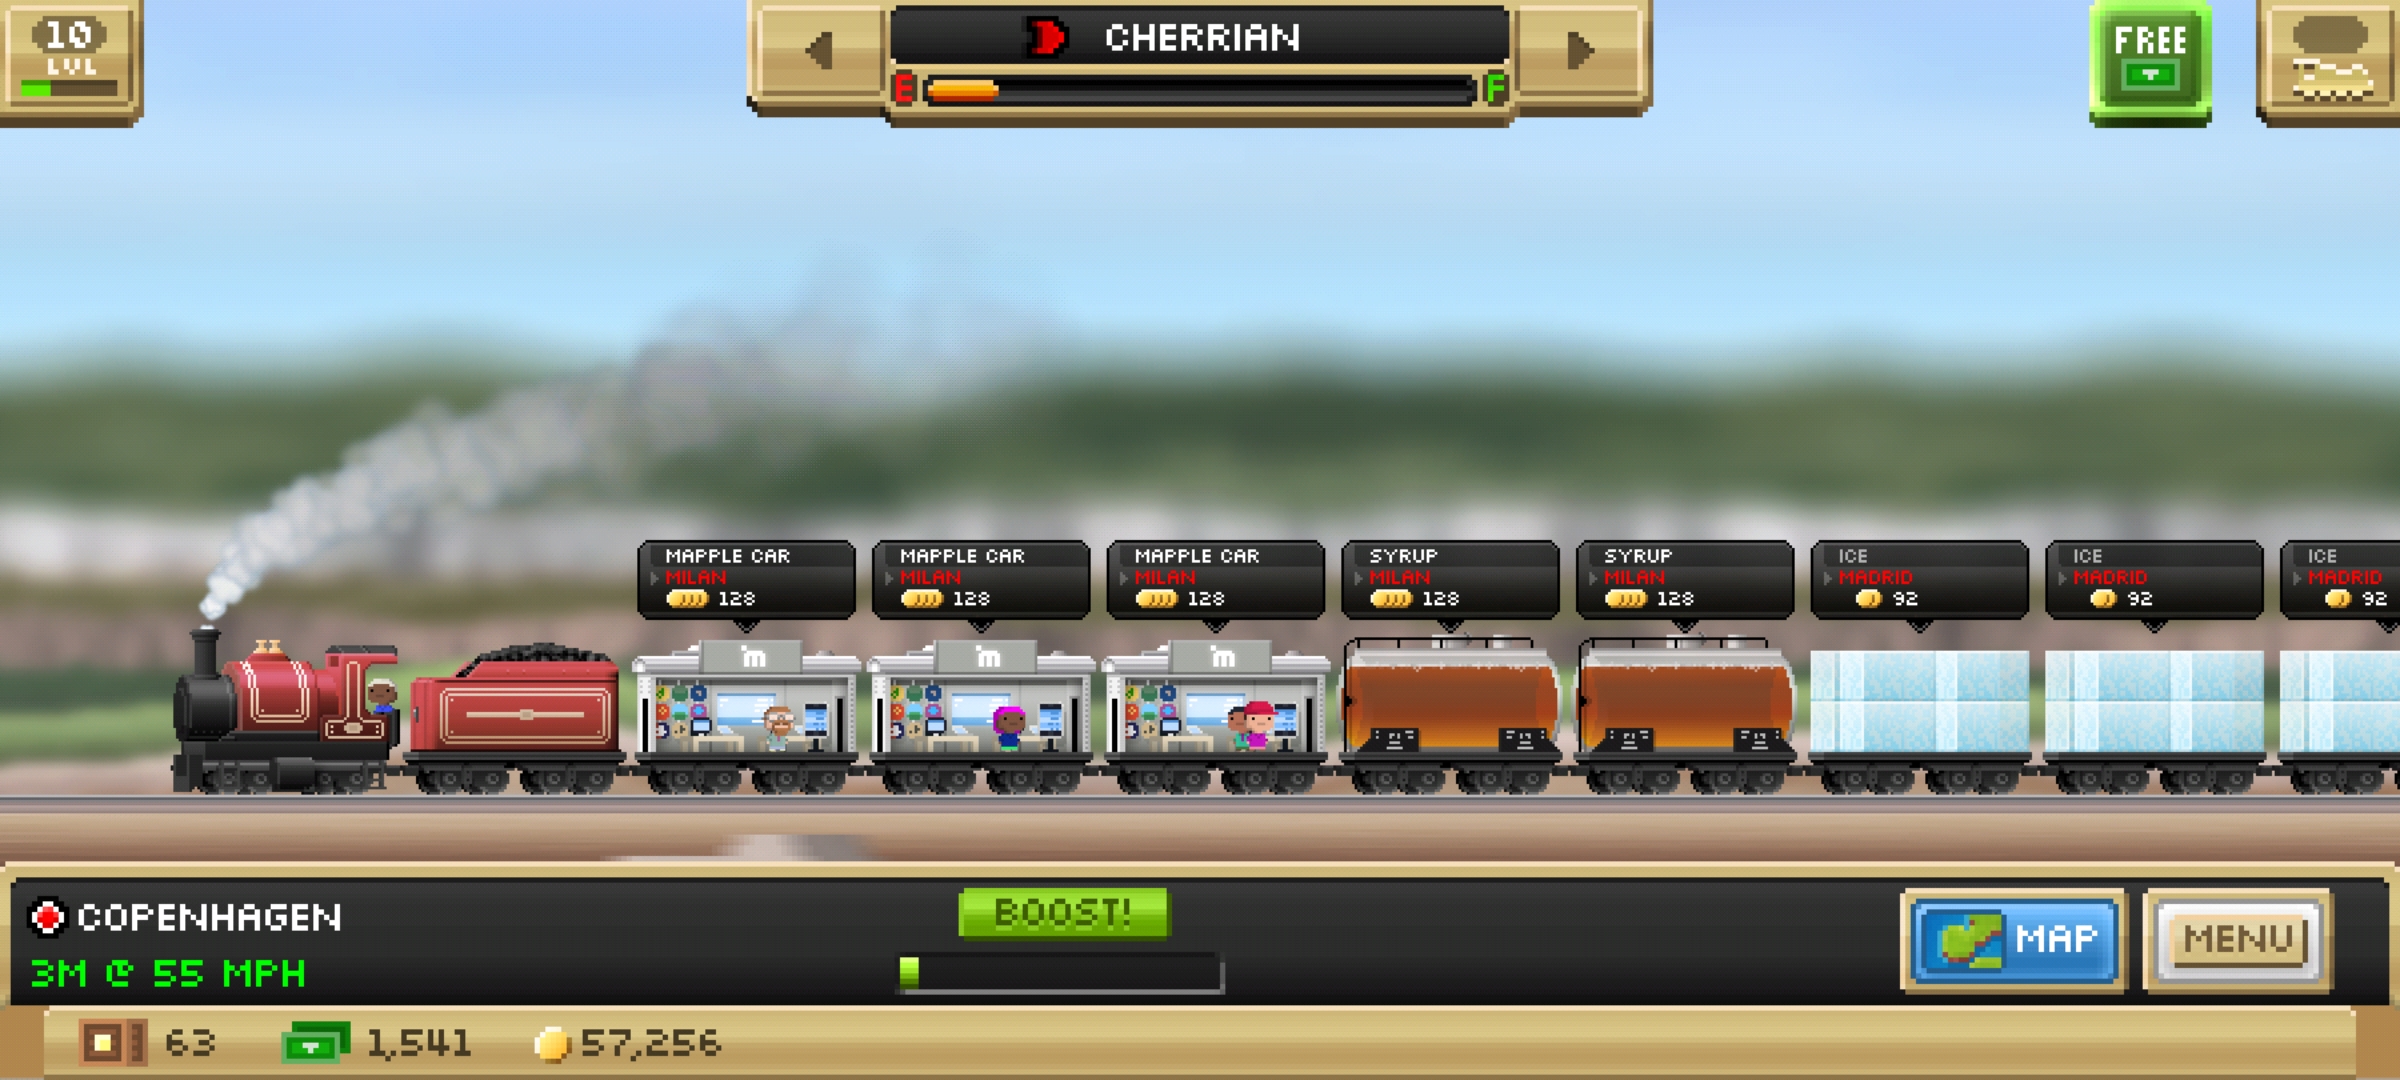 10
LVL
CHERRIAN
E
F
FREE
MAPPLE CAR
MILAN
128
MAPPLE CAR
MILAN
128
MAPPLE CAR
MILAN
128
SYRUP
MILAN
128
SYRUP
MILAN
128
ICE
MADRID
92
ICE
MADRID
92
ICE
MADRID
92
m
m
m
COPENHAGEN
3M @ 55 MPH
BOOST!
MAP
MENU
63
1,541
57,256